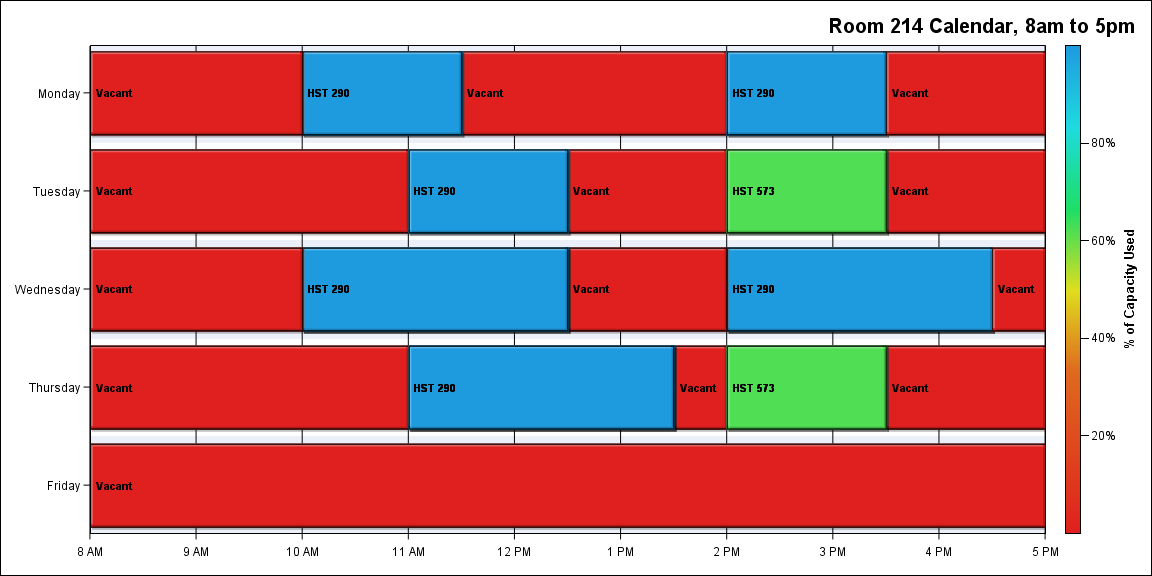 Room 214 Calendar, 8am to 5pm
Monday
Vacant
HST 290
Vacant
HST 290
Vacant
Tuesday
Vacant
HST 290
Vacant
HST 573
Vacant
Wednesday
Vacant
HST 290
Vacant
HST 290
Vacant
Thursday
Vacant
HST 290
Vacant
HST 573
Vacant
Friday
Vacant
8 AM
9 AM
10 AM
11 AM
12 PM
1 PM
2 PM
3 PM
4 PM
5 PM
80%
60%
40%
20%
% of Capacity Used